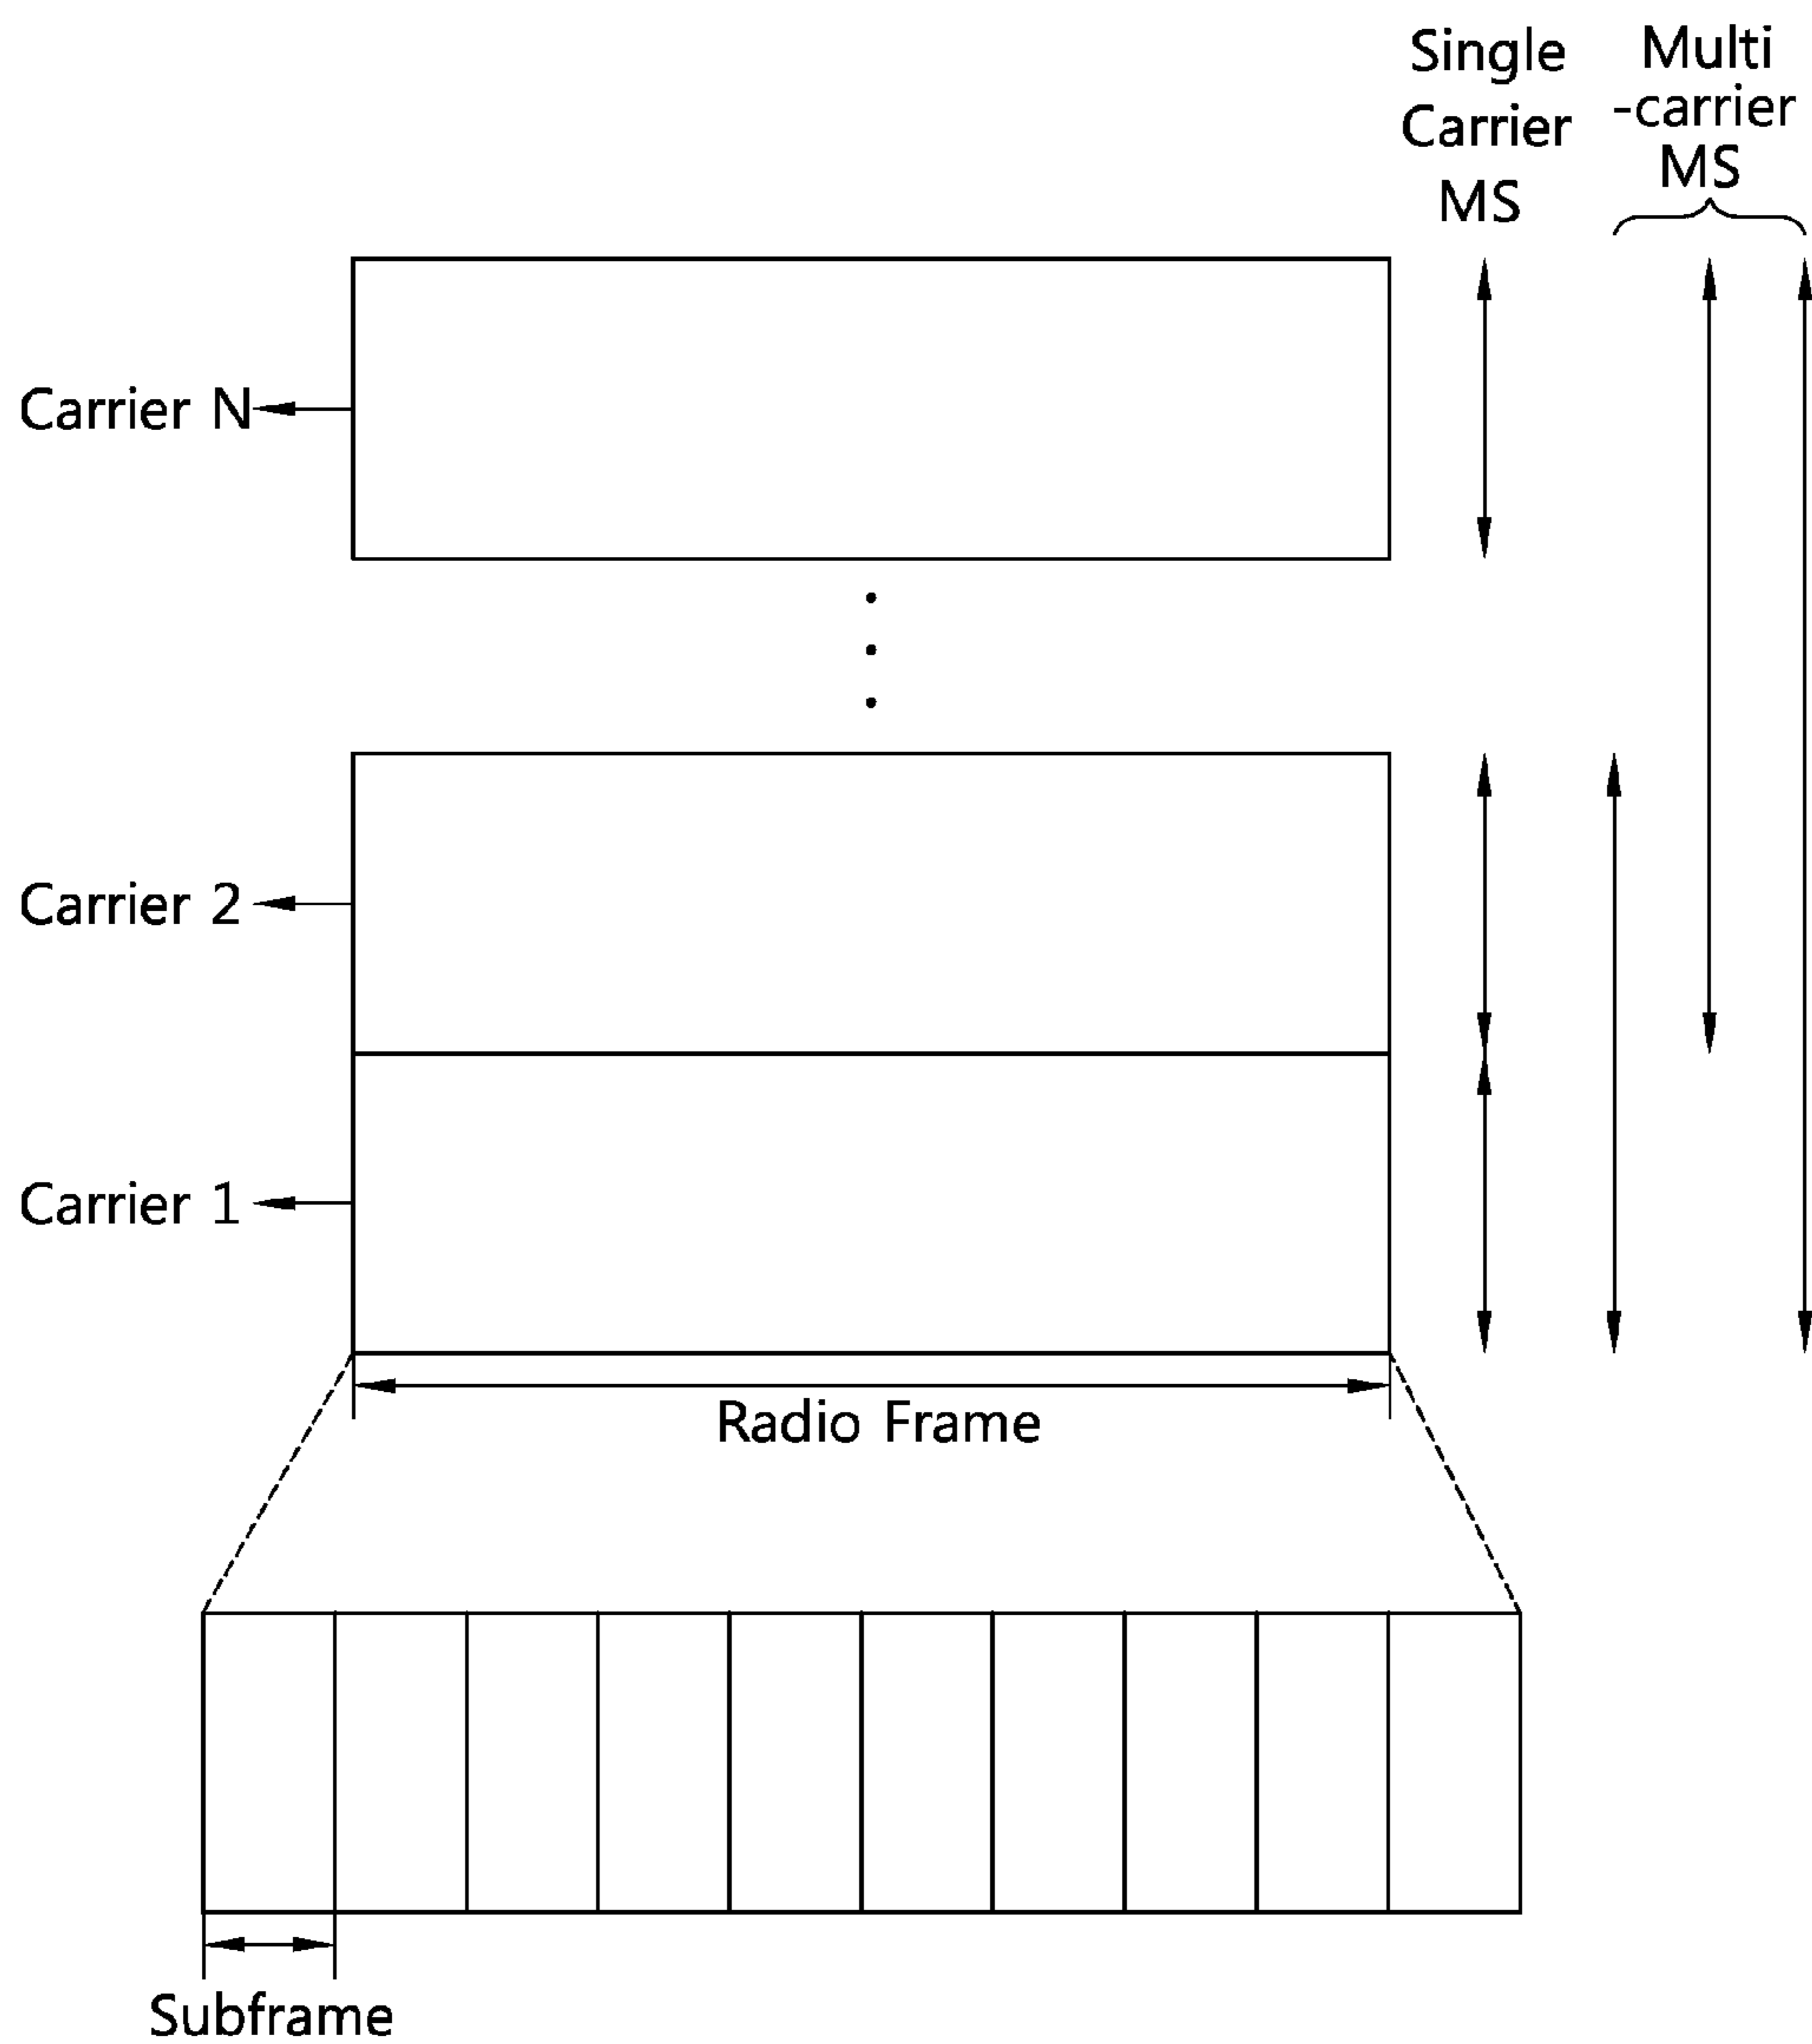 Single
Carrier
MS
Multi
-carrier
MS
Carrier N
Carrier 2
Carrier 1
Radio Frame
Subframe